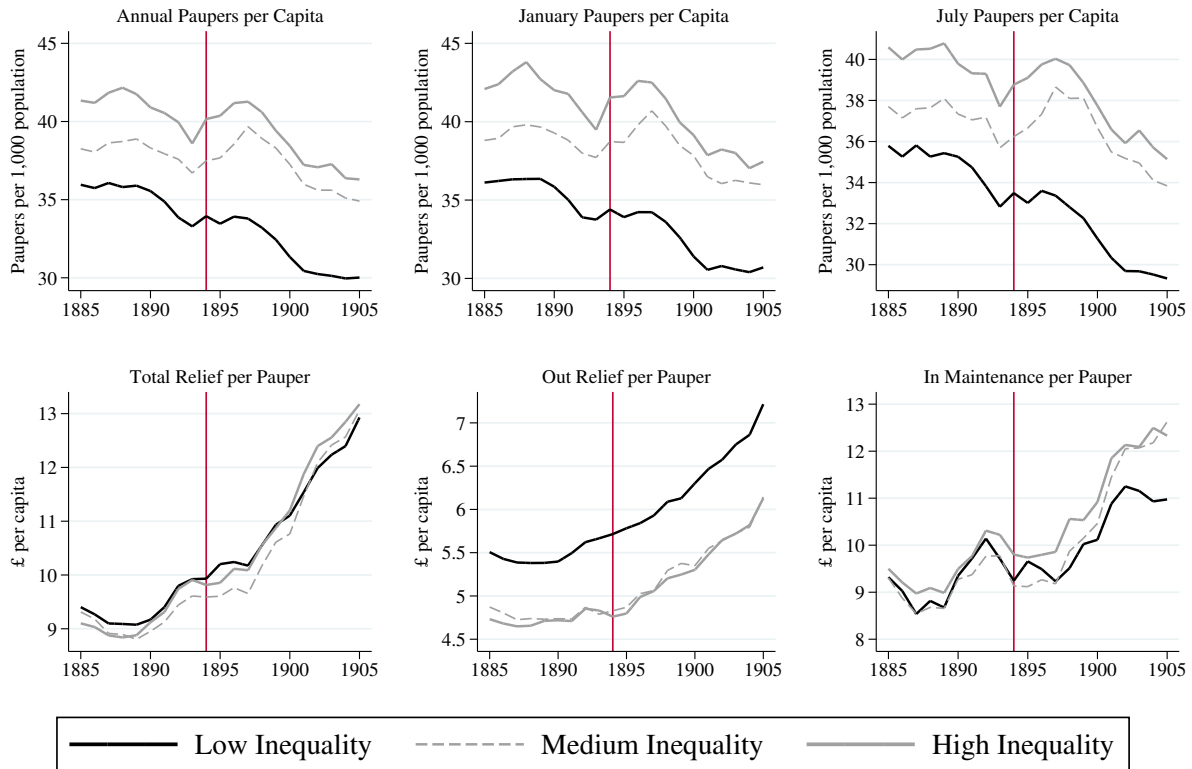 Annual Paupers per Capita
Paupers per 1,000 population
45
40
35
30
1885 1890 1895 1900 1905
January Paupers per Capita
Paupers per 1,000 population
45
40
35
30
1885 1890 1895 1900 1905
July Paupers per Capita
Paupers per 1,000 population
40
38
36
34
32
30
1885 1890 1895 1900 1905
Total Relief per Pauper
£ per capita
13
12
11
10
9
1885 1890 1895 1900 1905
Out Relief per Pauper
£ per capita
7
6.5
6
5.5
5
4.5
1885 1890 1895 1900 1905
In Maintenance per Pauper
£ per capita
13
12
11
10
9
8
1885 1890 1895 1900 1905
Low Inequality Medium Inequality High Inequality